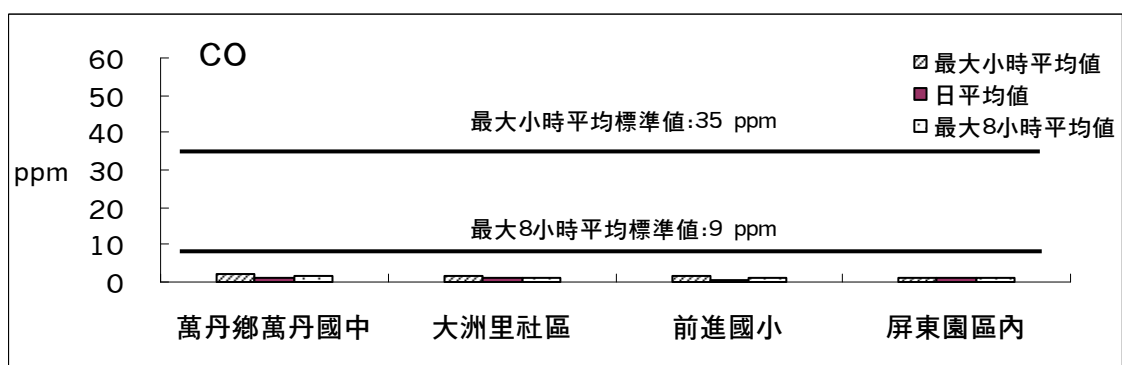 CO
60
50
40
30
20
10
0
ppm
最大小時平均值
日平均值
最大8小時平均值
最大小時平均標準值:35 ppm
最大8小時平均標準值:9 ppm
萬丹鄉萬丹國中 大洲里社區 前進國小 屏東園區內